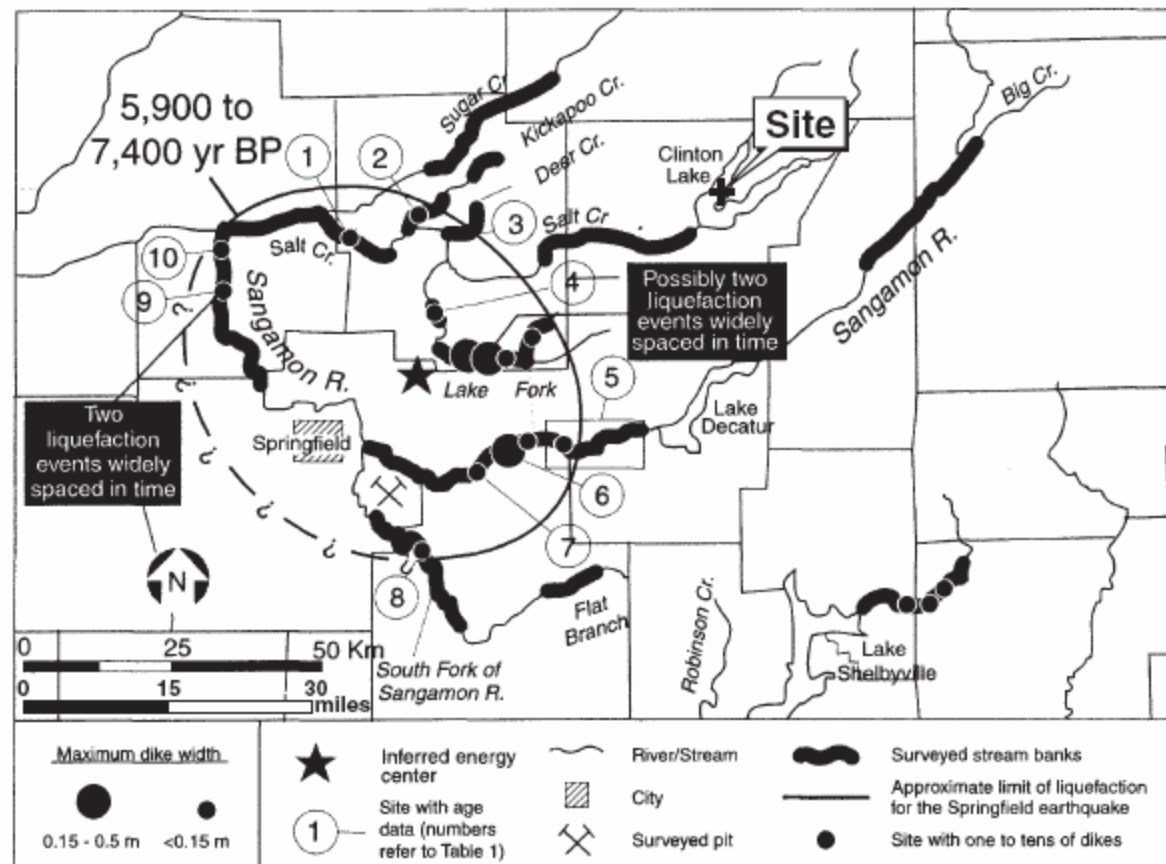 5,900 to
7,400 yr BP
1
2
Sugar Cr
Kickapoo Cr.
Deer Cr.
3
Site
Clinton
Lake
Big Cr.
Salt Cr.
Salt Cr
10
9
Sangamon R.
4
Possibly two
liquefaction
events widely
spaced in time
Sangamon R.
?
?
?
?
?
Lake Fork
5
Lake
Decatur
Two
liquefaction
events widely
spaced in time
Springfield
6
7
8
N
Flat
Branch
Robinson Cr.
Lake
Shelbyville
South Fork of
Sangamon R.
0 25 50 Km
0 15 30
miles
Maximum dike width
0.15 - 0.5 m <0.15 m
Inferred energy
center
1
Site with age
data (numbers
refer to Table 1)
River/Stream
City
Surveyed pit
Surveyed stream banks
Approximate limit of liquefaction
for the Springfield earthquake
Site with one to tens of dikes